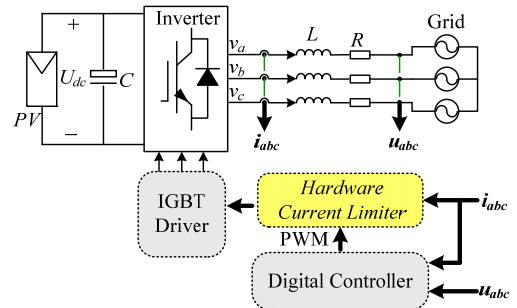 Inverter
Grid
+
L
R
v_a
v_b
v_c
U_dc
C
PV
−
i_abc
u_abc
IGBT
Driver
Hardware
Current Limiter
i_abc
PWM
Digital Controller
u_abc